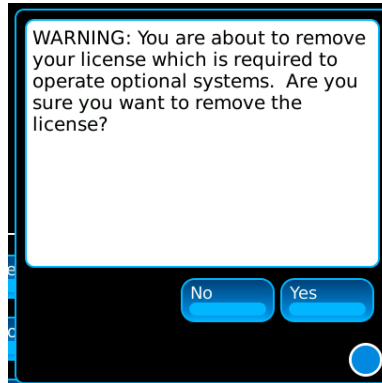 WARNING: You are about to remove
your license which is required to
operate optional systems.  Are you
sure you want to remove the
license?
No
Yes